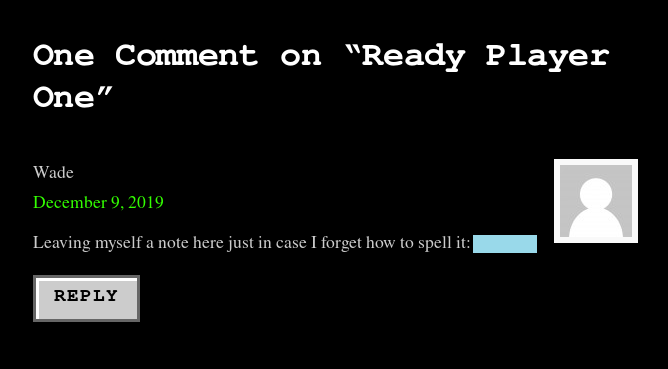 One Comment on “Ready Player
One”
Wade
December 9, 2019
Leaving myself a note here just in case I forget how to spell it:
REPLY